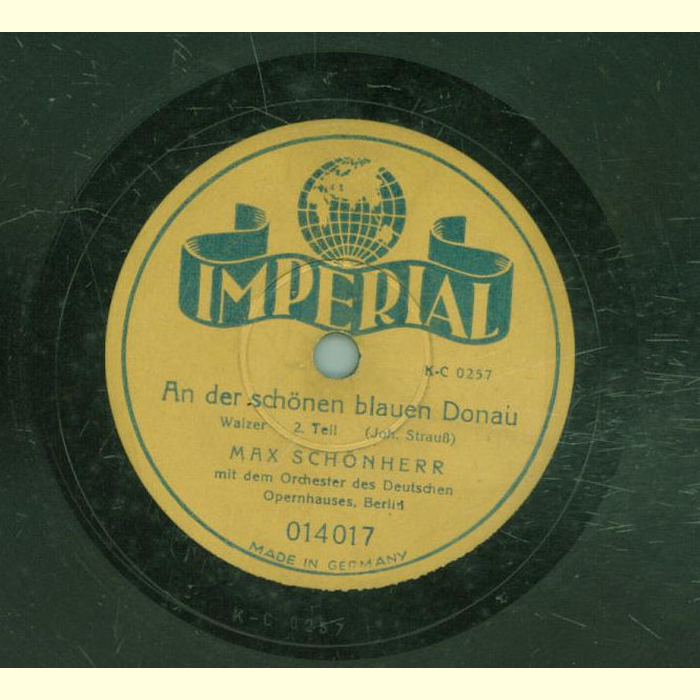 IMPERIAL
K-C 0257
An der schönen blauen Donau
Walzer 2. Teil (Joh. Strauß)
MAX SCHÖNHERR
mit dem Orchester des Deutschen
Opernhauses, Berlin
014017
MADE IN GERMANY
K-C 0257